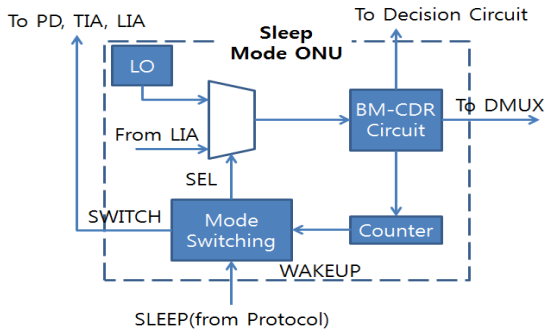 To PD, TIA, LIA
To Decision Circuit
Sleep
Mode ONU
LO
BM-CDR
Circuit
To DMUX
From LIA
SEL
SWITCH
Mode
Switching
Counter
WAKEUP
SLEEP(from Protocol)